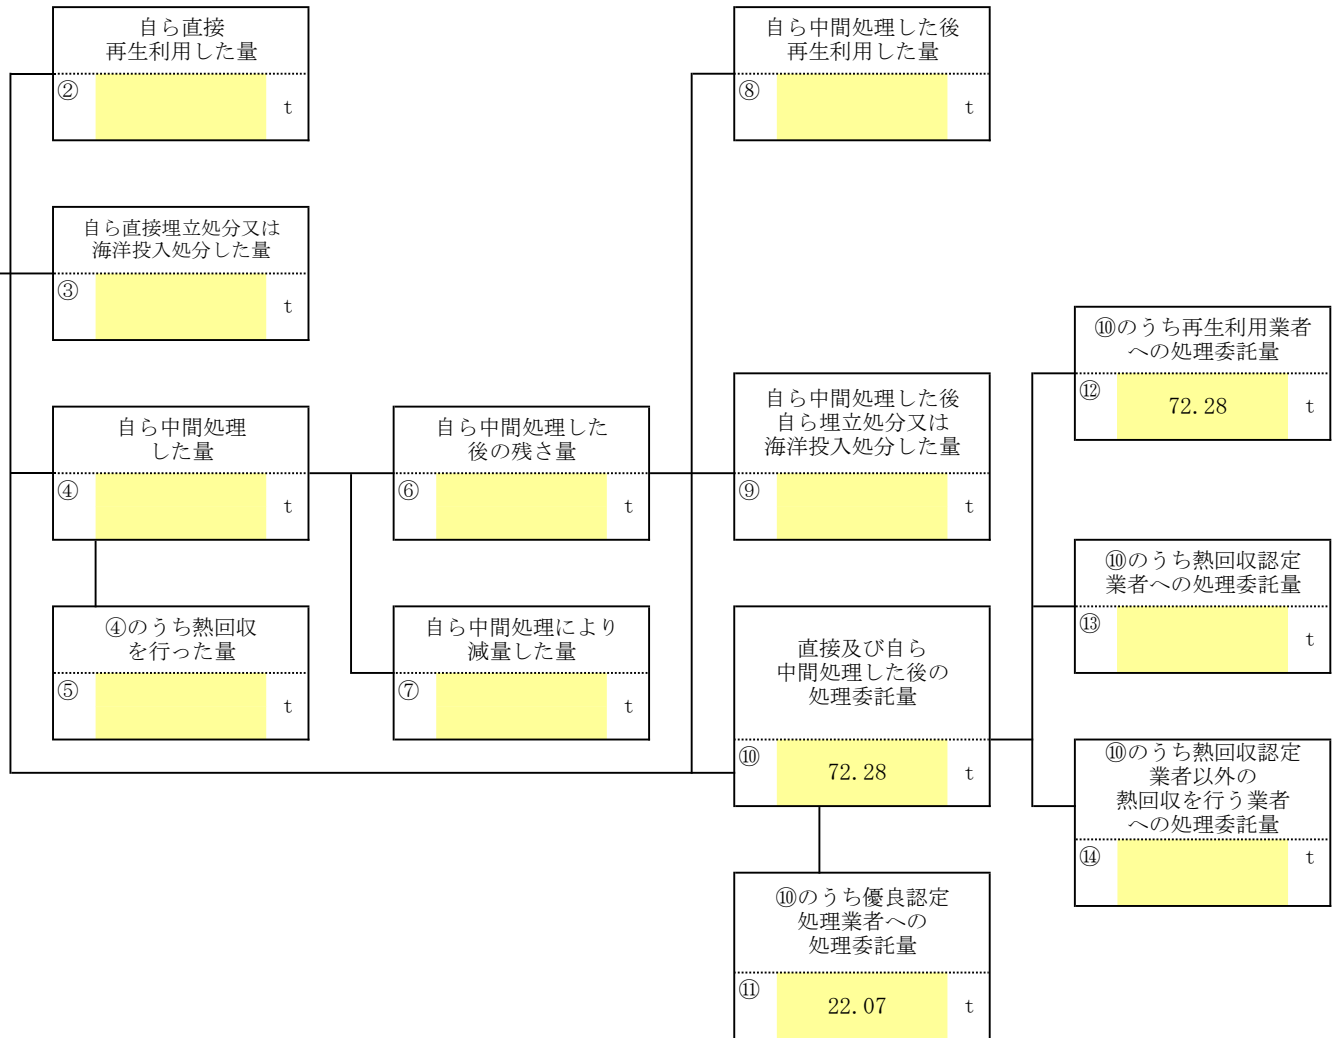 自ら直接
再生利用した量
②
t
自ら中間処理した後
再生利用した量
⑧
t
自ら直接埋立処分又は
海洋投入処分した量
③
t
⑩のうち再生利用業者
への処理委託量
⑫
72.28
t
自ら中間処理
した量
④
t
自ら中間処理した
後の残さ量
⑥
t
自ら中間処理した後
自ら埋立処分又は
海洋投入処分した量
⑨
t
⑩のうち熱回収認定
業者への処理委託量
⑬
t
④のうち熱回収
を行った量
⑤
t
自ら中間処理により
減量した量
⑦
t
直接及び自ら
中間処理した後の
処理委託量
⑩
72.28
t
⑩のうち熱回収認定
業者以外の
熱回収を行う業者
への処理委託量
⑭
t
⑩のうち優良認定
処理業者への
処理委託量
⑪
22.07
t